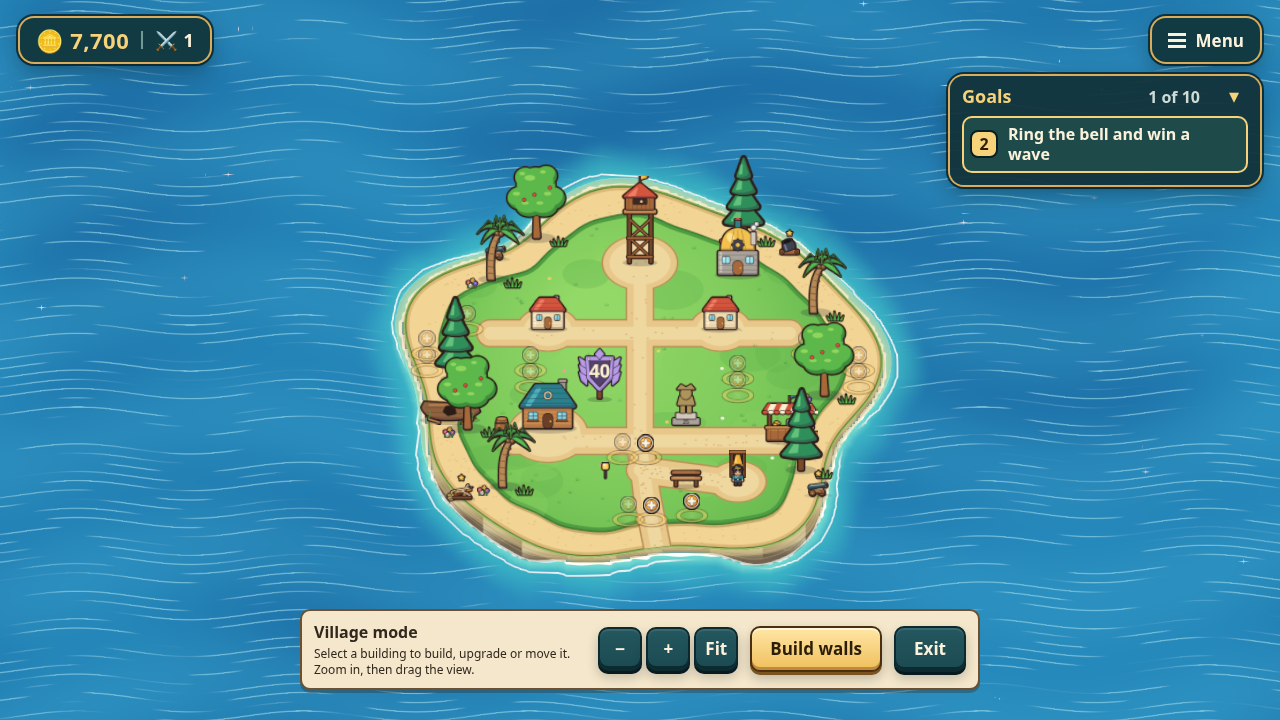 7,700 | 1
Menu
Goals 1 of 10
2 Ring the bell and win a
wave
40
Village mode
Select a building to build, upgrade or move it.
Zoom in, then drag the view.
− + Fit Build walls Exit